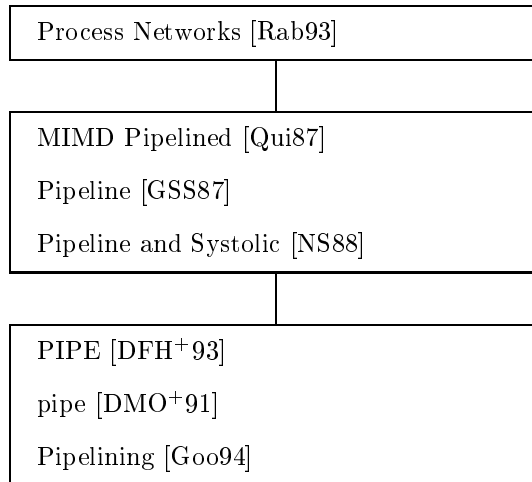 Process Networks [Rab93]
MIMD Pipelined [Qui87]
Pipeline [GSS87]
Pipeline and Systolic [NS88]
PIPE [DFH+93]
pipe [DMO+91]
Pipelining [Goo94]